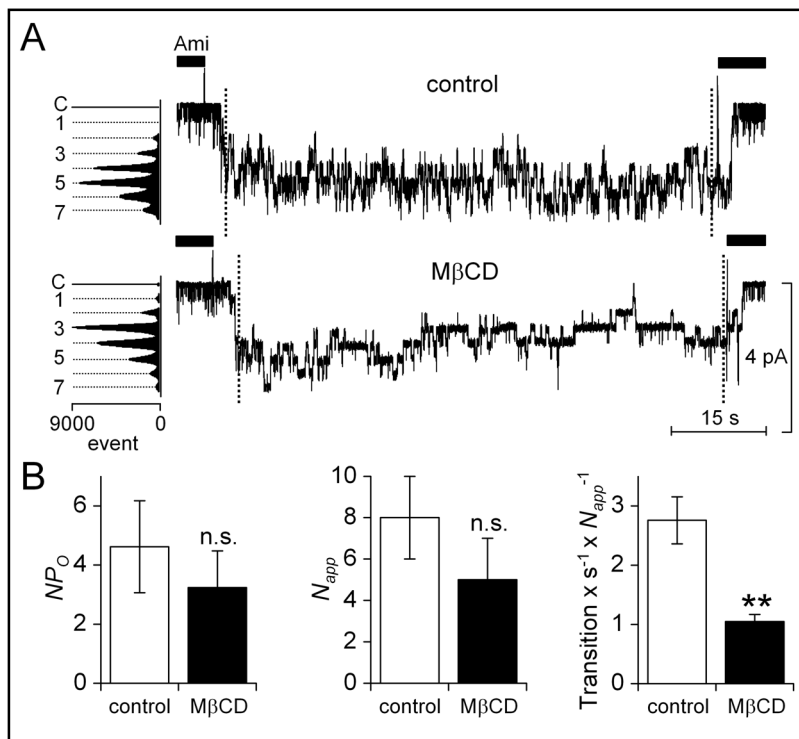 A
Ami
control
C
1
3
5
7
MβCD
C
1
3
5
7
4 pA
9000 0
event
15 s
B
6
4
2
0
NPO
n.s.
control MβCD
10
8
6
4
2
0
Napp
n.s.
control MβCD
3
2
1
0
Transition x s-1 x Napp-1
**
control MβCD